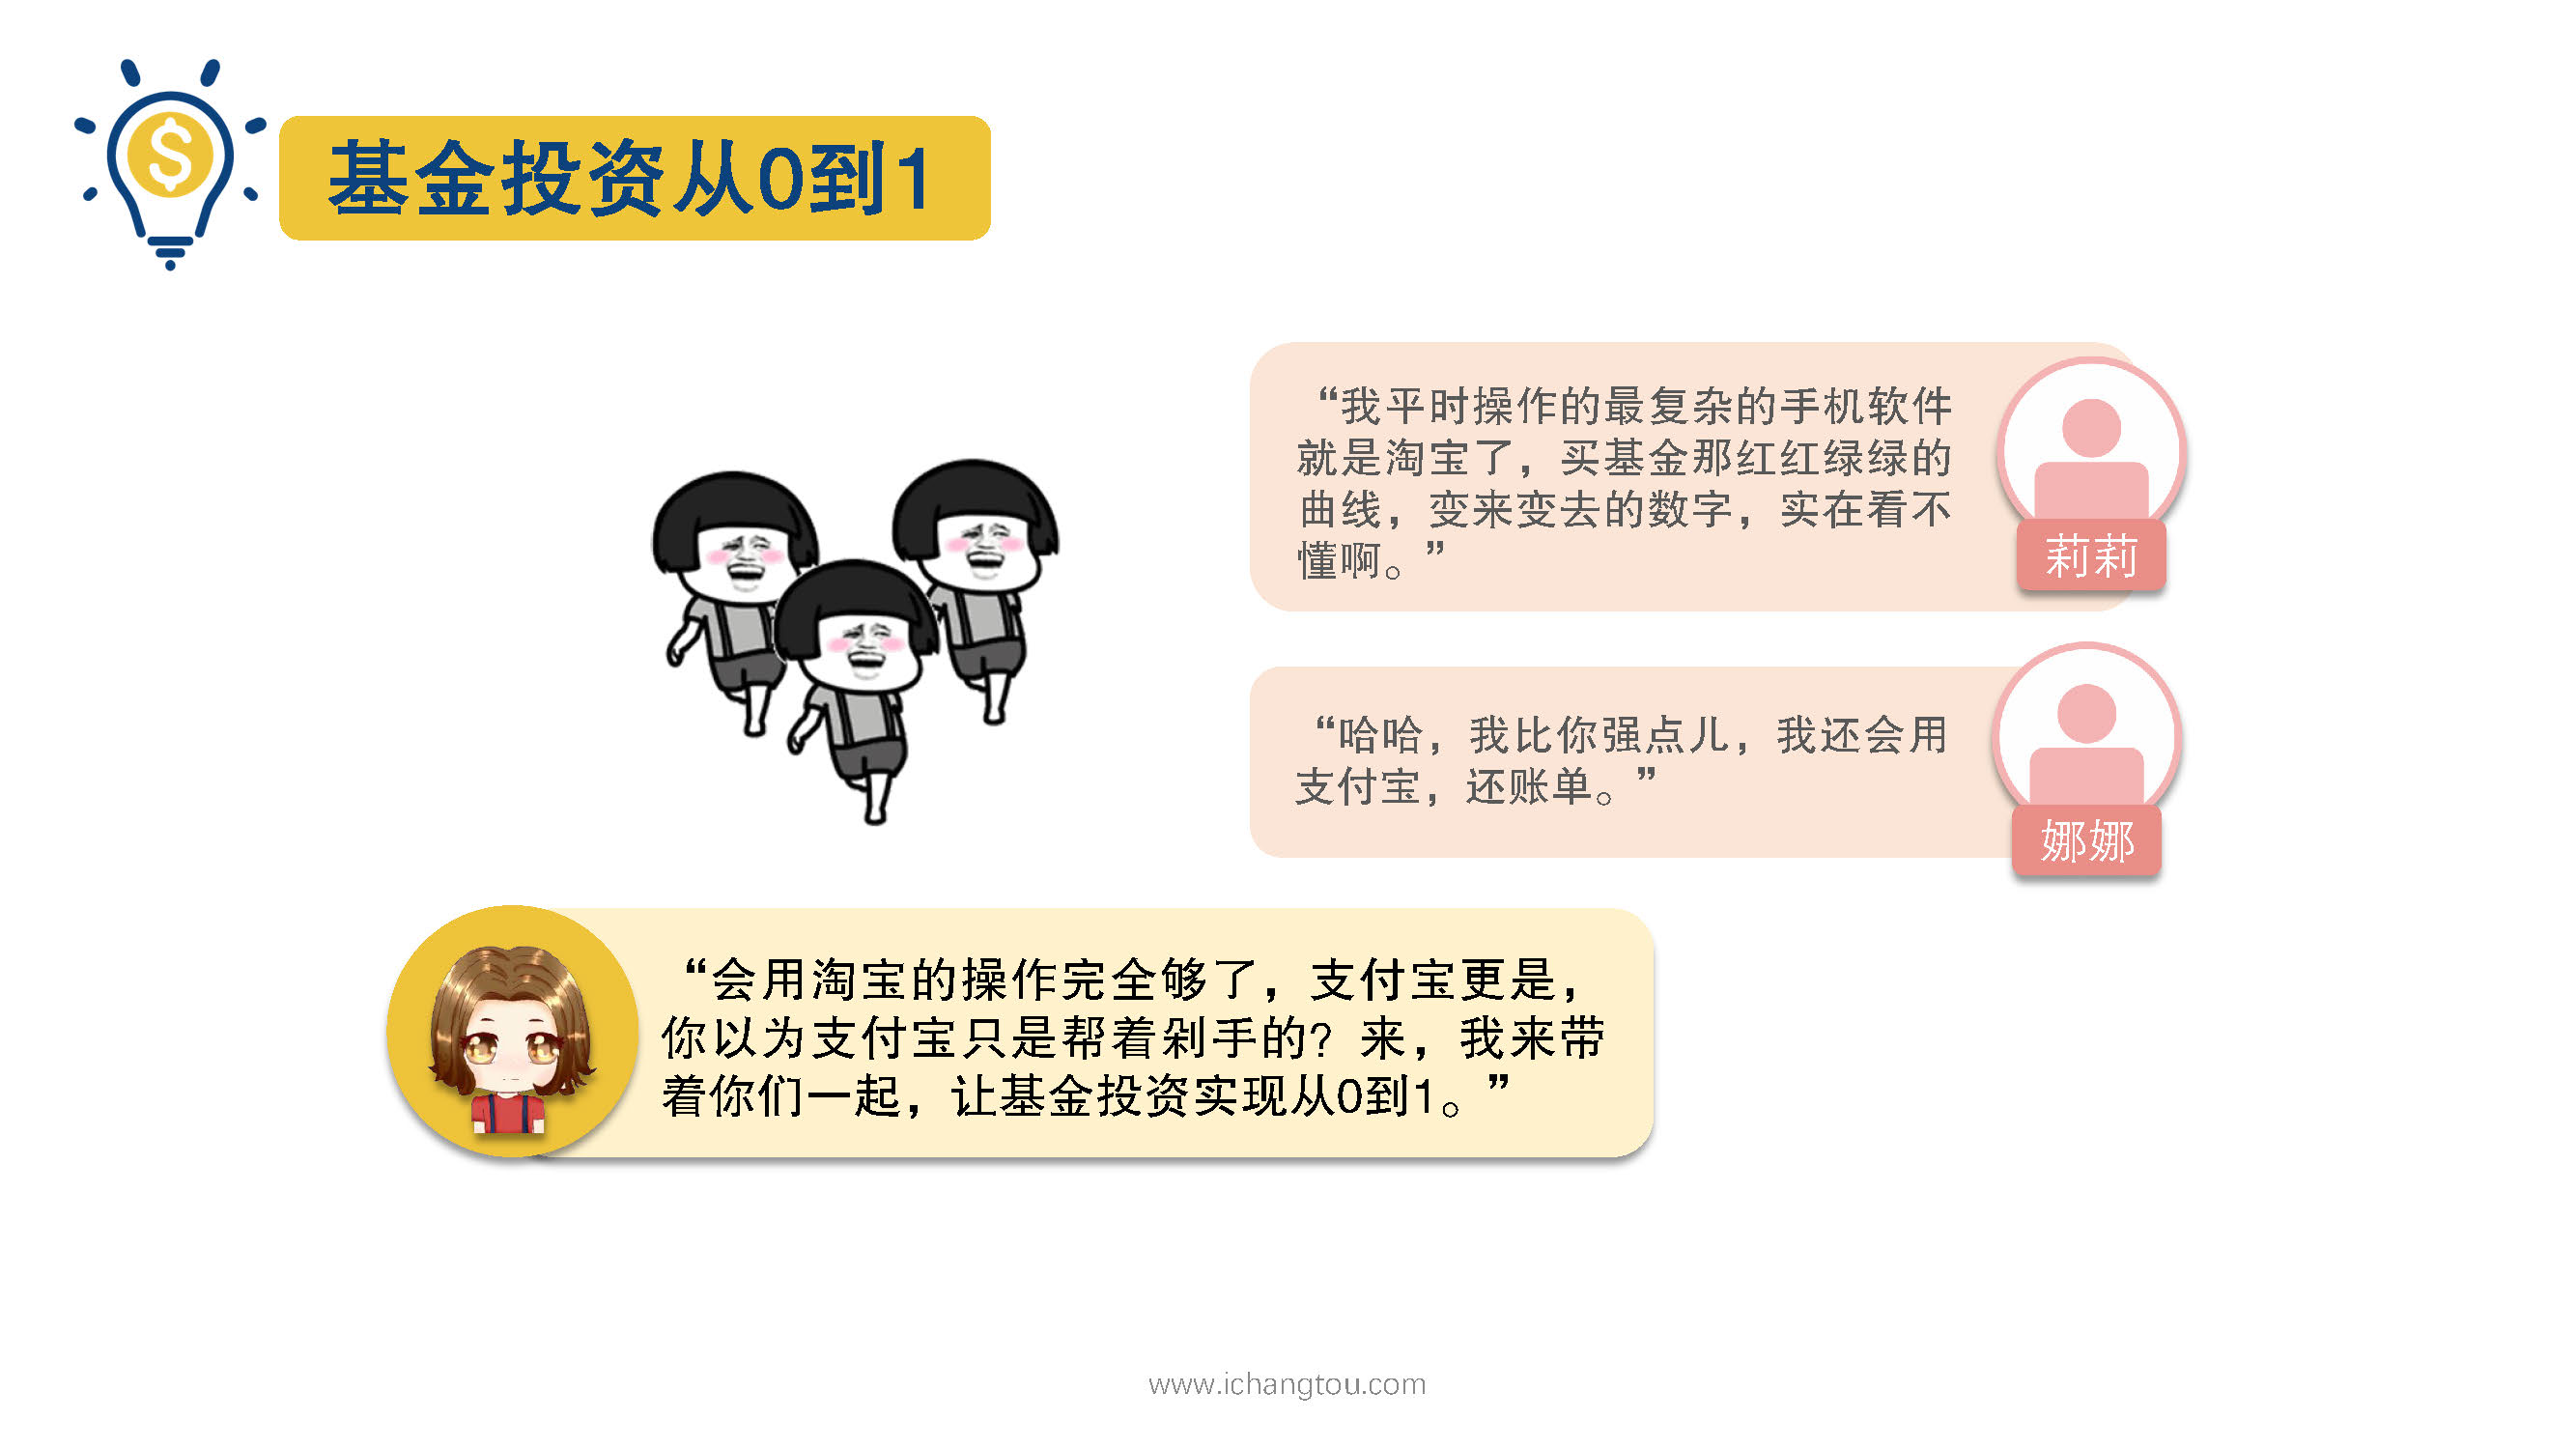 基金投资从0到1
“我平时操作的最复杂的手机软件
就是淘宝了，买基金那红红绿绿的
曲线，变来变去的数字，实在看不
懂啊。”
莉莉
“哈哈，我比你强点儿，我还会用
支付宝，还账单。”
娜娜
“会用淘宝的操作完全够了，支付宝更是，
你以为支付宝只是帮着剁手的？来，我来带
着你们一起，让基金投资实现从0到1。”
www.ichangtou.com